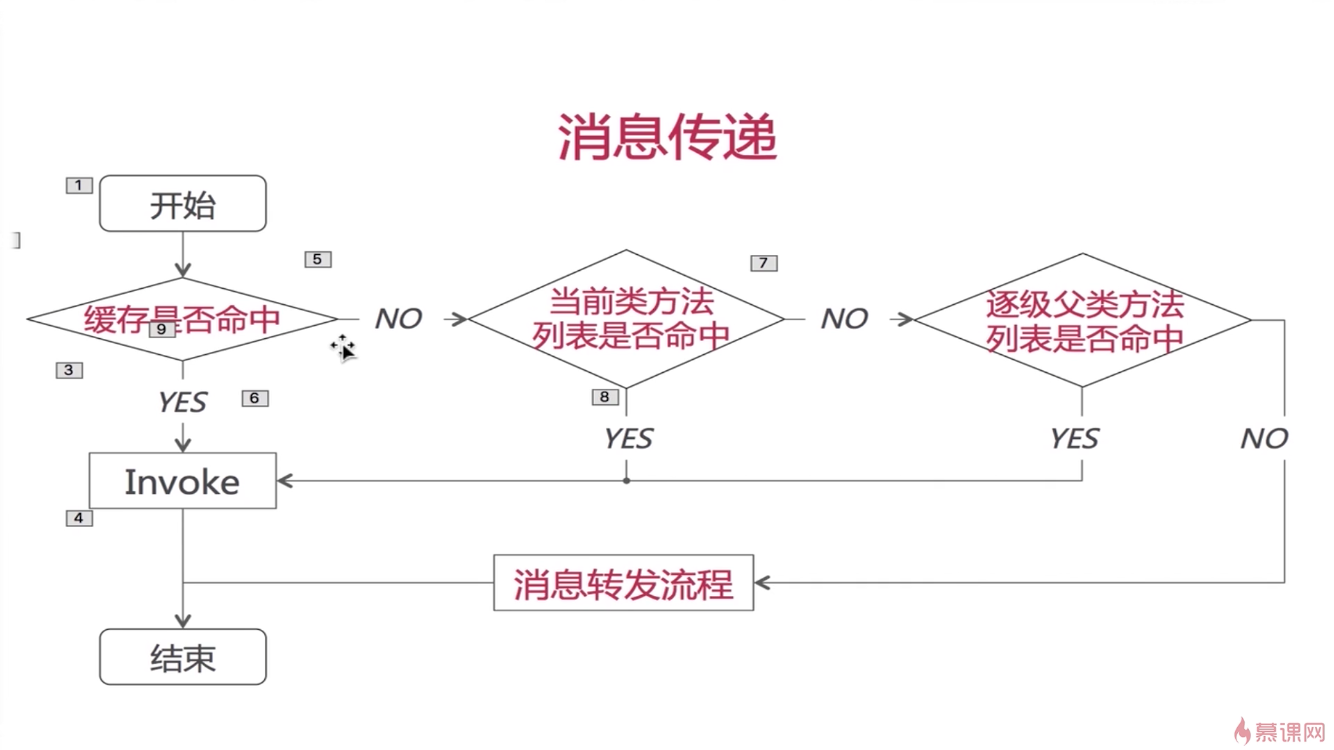 消息传递
1
开始
5
7
缓存是否命中
9
NO
当前类方法
列表是否命中
NO
逐级父类方法
列表是否命中
3
YES
6
8
YES
YES
NO
Invoke
4
消息转发流程
结束
慕课网